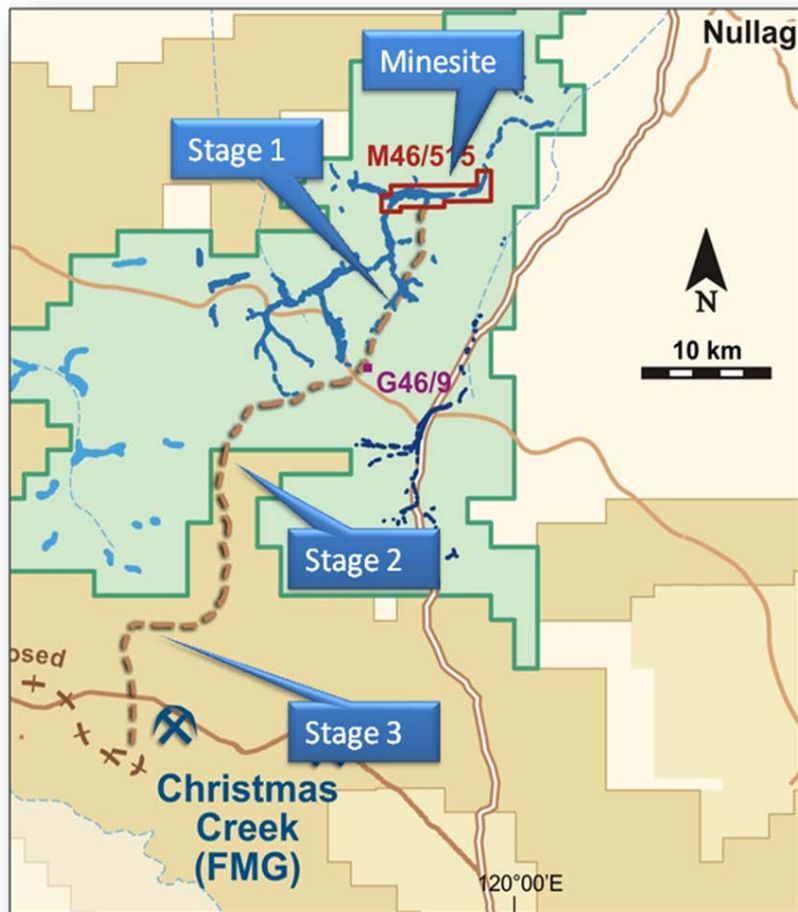 Nullag
Minesite
Stage 1
M46/515
N
10 km
G46/9
Stage 2
osed
Stage 3
Christmas
Creek
(FMG)
120°00'E